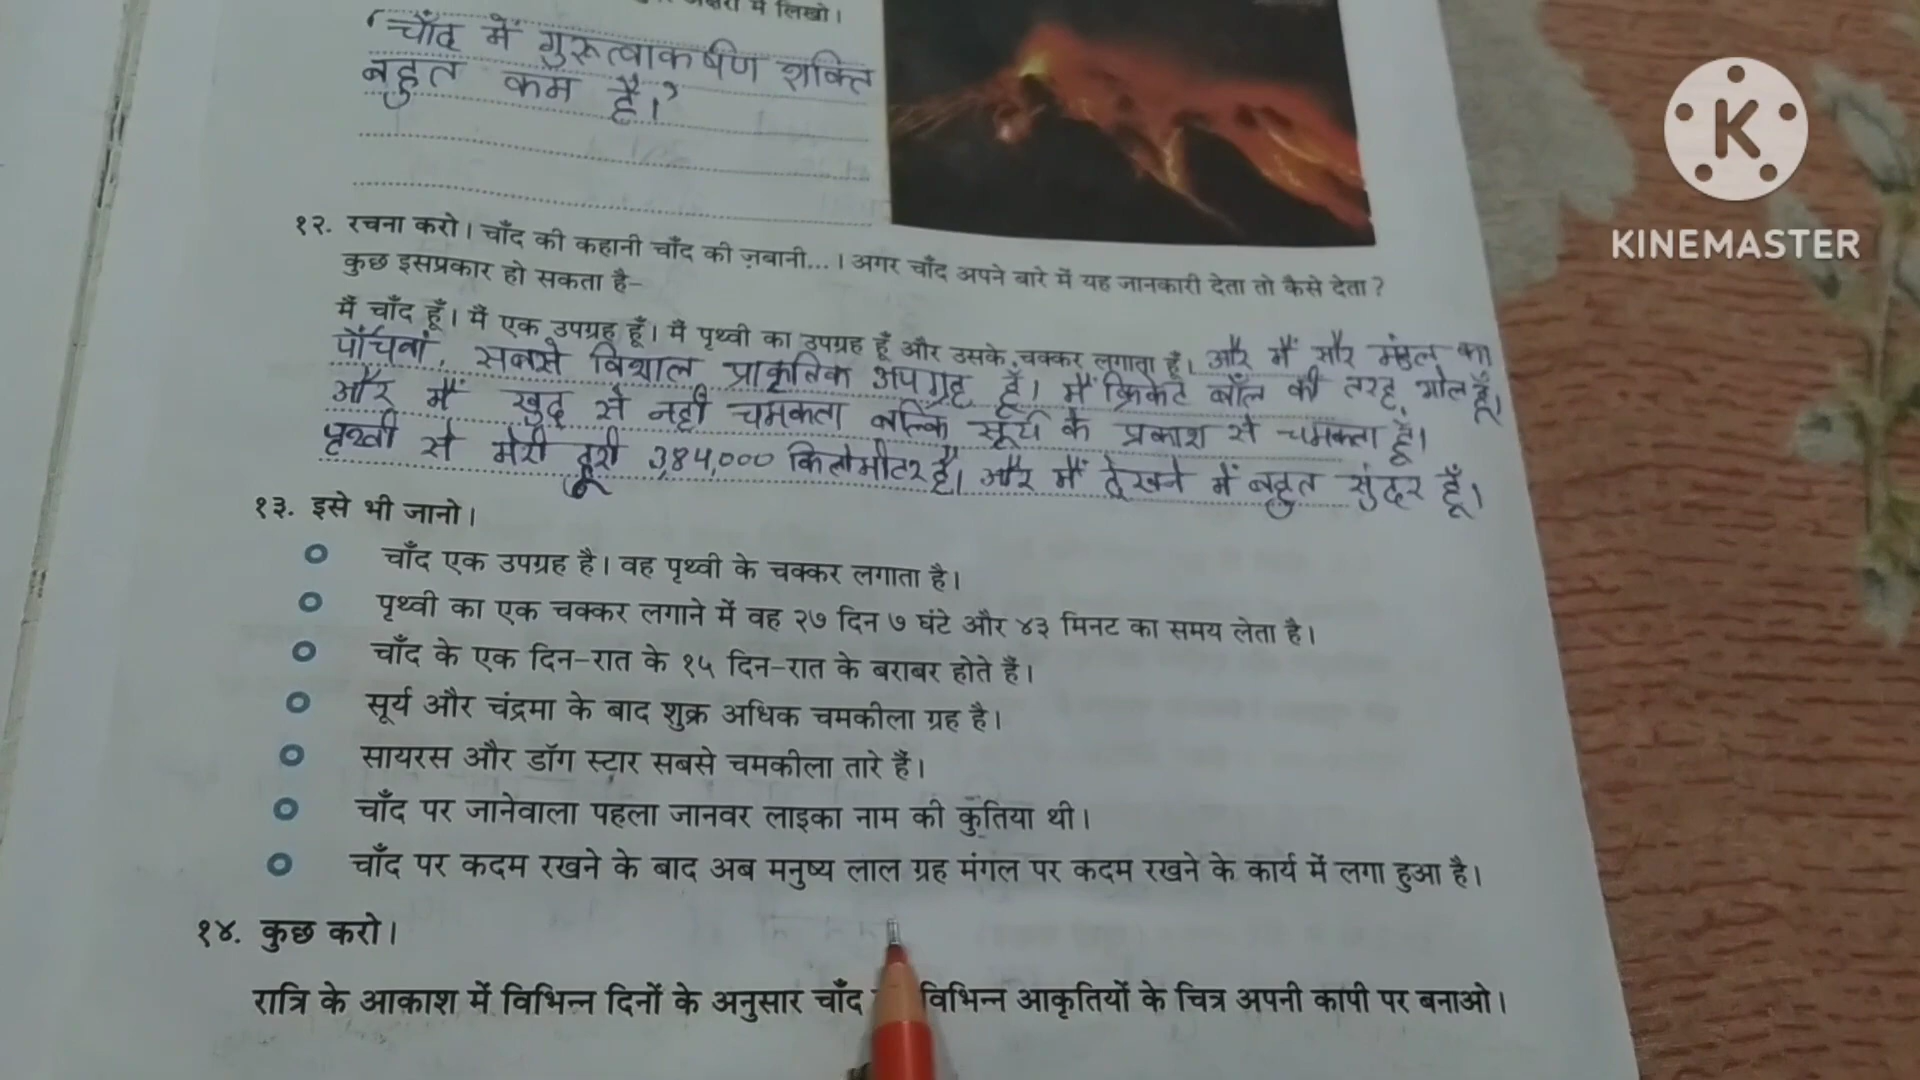 में लिखो।
'चाँद में गुरूत्वाकर्षण शक्ति
बहुत कम है।'
१२. रचना करो। चाँद की कहानी चाँद की ज़बानी...। अगर चाँद अपने बारे में यह जानकारी देता तो कैसे देता?
कुछ इसप्रकार हो सकता है-
मैं चाँद हूँ। मैं एक उपग्रह हूँ। मैं पृथ्वी का उपग्रह हूँ और उसके चक्कर लगाता हूँ। और मैं सौर मंडल का
पाँचवां, सबसे विशाल प्राकृतिक उपग्रह हूँ। मैं क्रिकेट बॉल की तरह गोल हूँ।
और मैं खुद से नहीं चमकता बल्कि सूर्य के प्रकाश से चमकता हूँ।
पृथ्वी से मेरी दूरी 384,000 किलोमीटर है। और मैं देखने में बहुत सुंदर हूँ।
१३. इसे भी जानो।
चाँद एक उपग्रह है। वह पृथ्वी के चक्कर लगाता है।
पृथ्वी का एक चक्कर लगाने में वह २७ दिन ७ घंटे और ४३ मिनट का समय लेता है।
चाँद के एक दिन-रात के १५ दिन-रात के बराबर होते हैं।
सूर्य और चंद्रमा के बाद शुक्र अधिक चमकीला ग्रह है।
सायरस और डॉग स्टार सबसे चमकीला तारे हैं।
चाँद पर जानेवाला पहला जानवर लाइका नाम की कुतिया थी।
चाँद पर कदम रखने के बाद अब मनुष्य लाल ग्रह मंगल पर कदम रखने के कार्य में लगा हुआ है।
१४. कुछ करो।
रात्रि के आकाश में विभिन्न दिनों के अनुसार चाँद विभिन्न आकृतियों के चित्र अपनी कापी पर बनाओ।
K
KINEMASTER